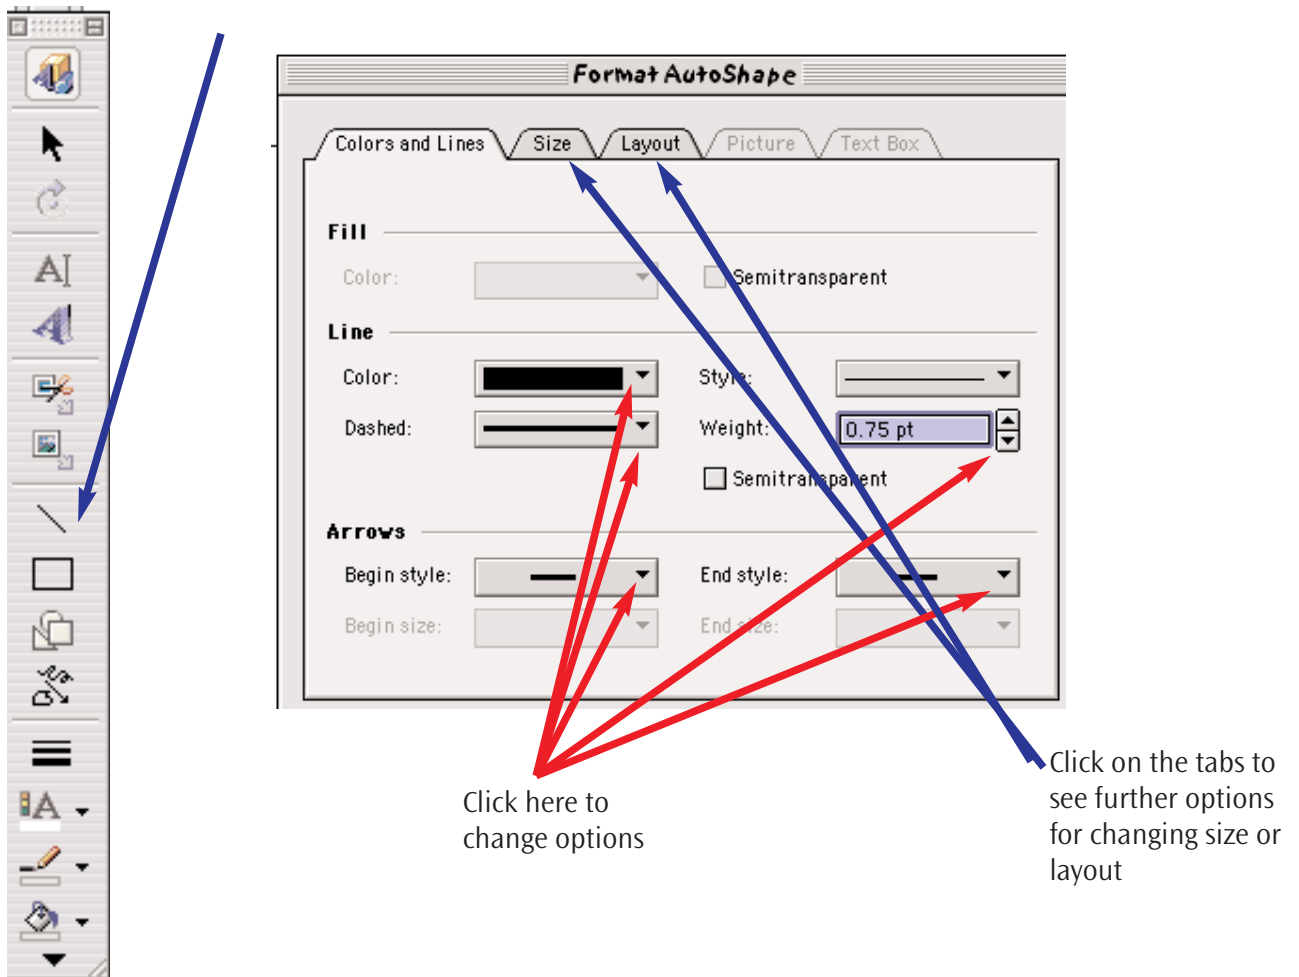 Format AutoShape
Colors and Lines Size Layout Picture Text Box
Fill
Color: Semitransparent
Line
Color: Style:
Dashed: Weight: 0.75 pt
Semitransparent
Arrows
Begin style: End style:
Begin size: End size:
Click here to
change options
Click on the tabs to
see further options
for changing size or
layout